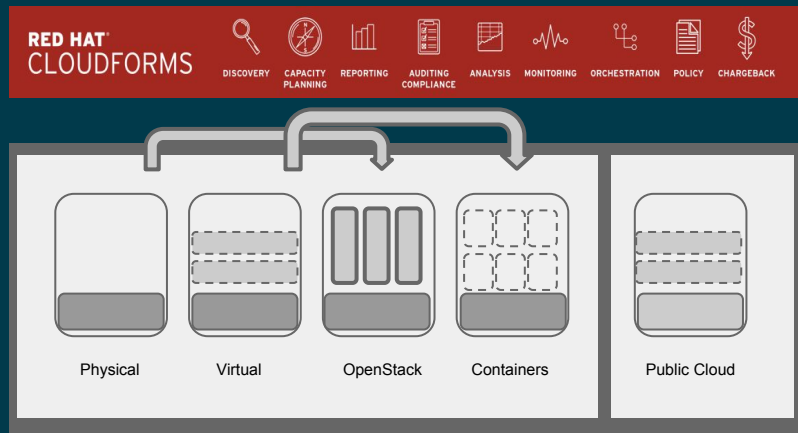 RED HAT®
CLOUDFORMS
DISCOVERY
CAPACITY
PLANNING
REPORTING
AUDITING
COMPLIANCE
ANALYSIS
MONITORING
ORCHESTRATION
POLICY
CHARGEBACK
Physical
Virtual
OpenStack
Containers
Public Cloud